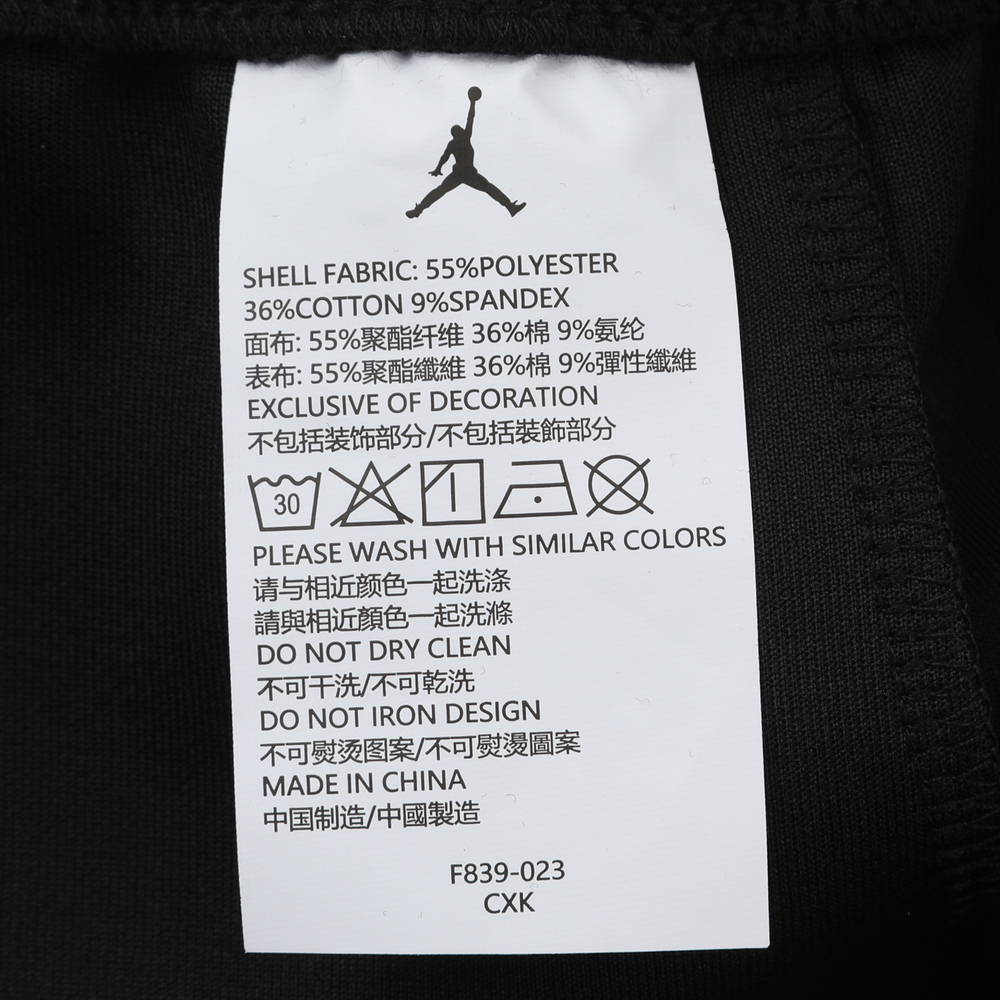 SHELL FABRIC: 55%POLYESTER
36%COTTON 9%SPANDEX
面布: 55%聚酯纤维 36%棉 9%氨纶
表布: 55%聚酯纖維 36%棉 9%彈性纖維
EXCLUSIVE OF DECORATION
不包括装饰部分/不包括裝飾部分
30
PLEASE WASH WITH SIMILAR COLORS
请与相近颜色一起洗涤
請與相近顏色一起洗滌
DO NOT DRY CLEAN
不可干洗/不可乾洗
DO NOT IRON DESIGN
不可熨烫图案/不可熨燙圖案
MADE IN CHINA
中国制造/中國製造
F839-023
CXK